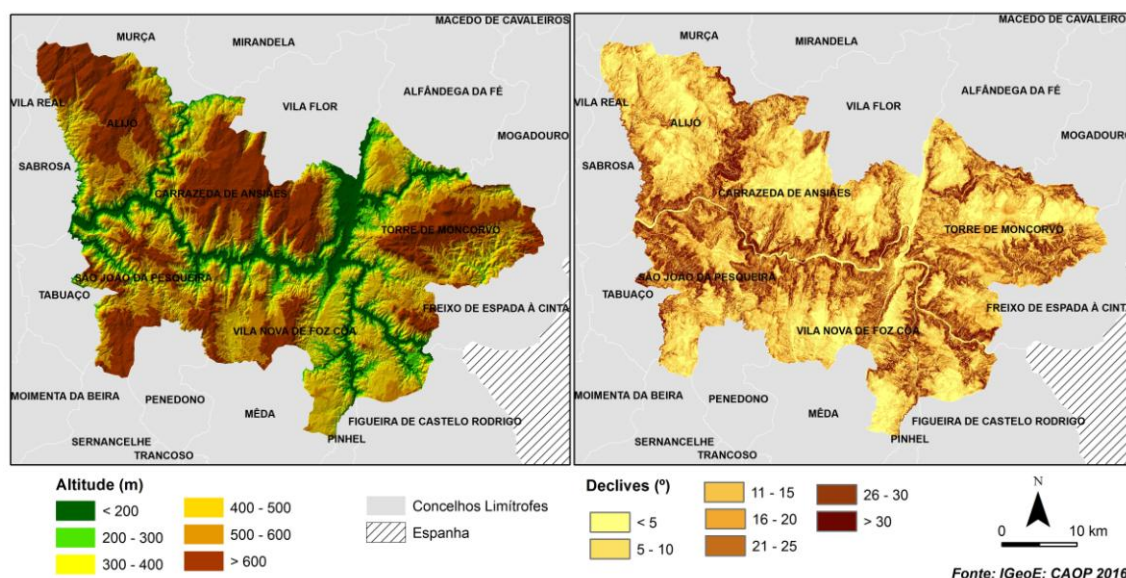 MACEDO DE CAVALEIROS
MURÇA
MIRANDELA
VILA FLOR
ALFÂNDEGA DA FÉ
VILA REAL
ALIJÓ
MOGADOURO
SABROSA
CARRAZEDA DE ANSIÃES
TORRE DE MONCORVO
SÃO JOÃO DA PESQUEIRA
TABUAÇO
FREIXO DE ESPADA À CINTA
VILA NOVA DE FOZ CÔA
MOIMENTA DA BEIRA
PENEDONO
MÊDA
FIGUEIRA DE CASTELO RODRIGO
PINHEL
SERNANCELHE
TRANCOSO
MACEDO DE CAVALEIROS
MURÇA
MIRANDELA
VILA FLOR
ALFÂNDEGA DA FÉ
VILA REAL
ALIJÓ
MOGADOURO
SABROSA
CARRAZEDA DE ANSIÃES
TORRE DE MONCORVO
SÃO JOÃO DA PESQUEIRA
TABUAÇO
FREIXO DE ESPADA À CINTA
VILA NOVA DE FOZ CÔA
MOIMENTA DA BEIRA
PENEDONO
MÊDA
FIGUEIRA DE CASTELO RODRIGO
PINHEL
SERNANCELHE
TRANCOSO
Altitude (m)
< 200
200 - 300
300 - 400
400 - 500
500 - 600
> 600
Concelhos Limítrofes
Espanha
Declives (º)
< 5
5 - 10
11 - 15
16 - 20
21 - 25
26 - 30
> 30
N
0 10 km
Fonte: IGeoE; CAOP 2016